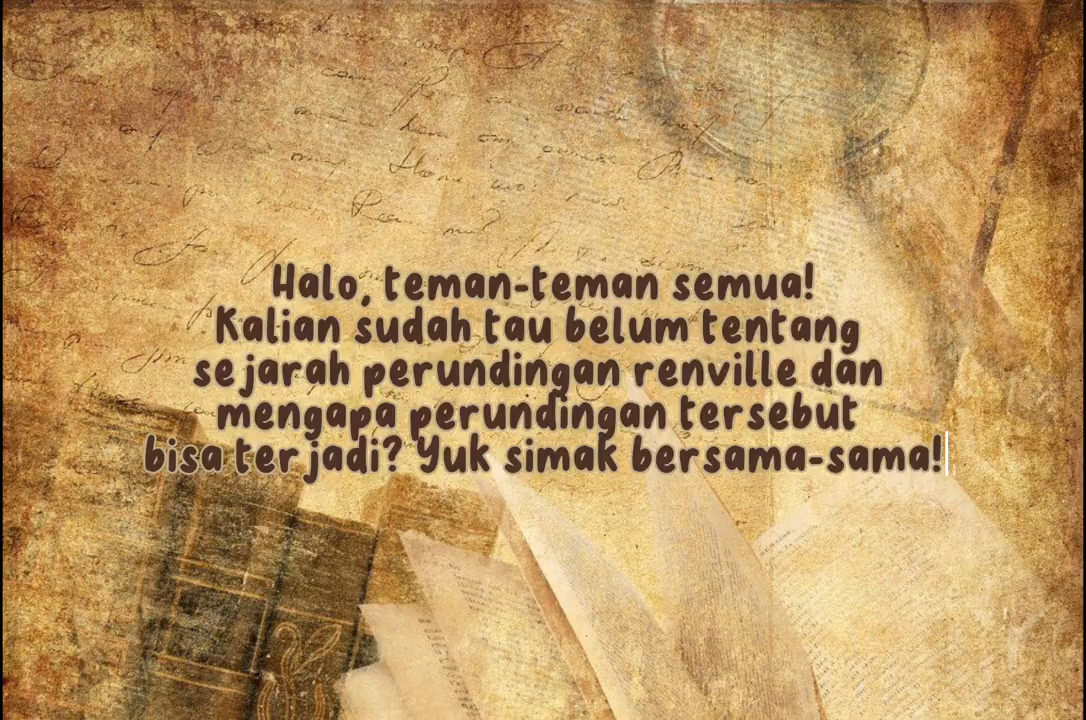 Halo, teman-teman semua!
Kalian sudah tau belum tentang
sejarah perundingan renville dan
mengapa perundingan tersebut
bisa terjadi? Yuk simak bersama-sama!